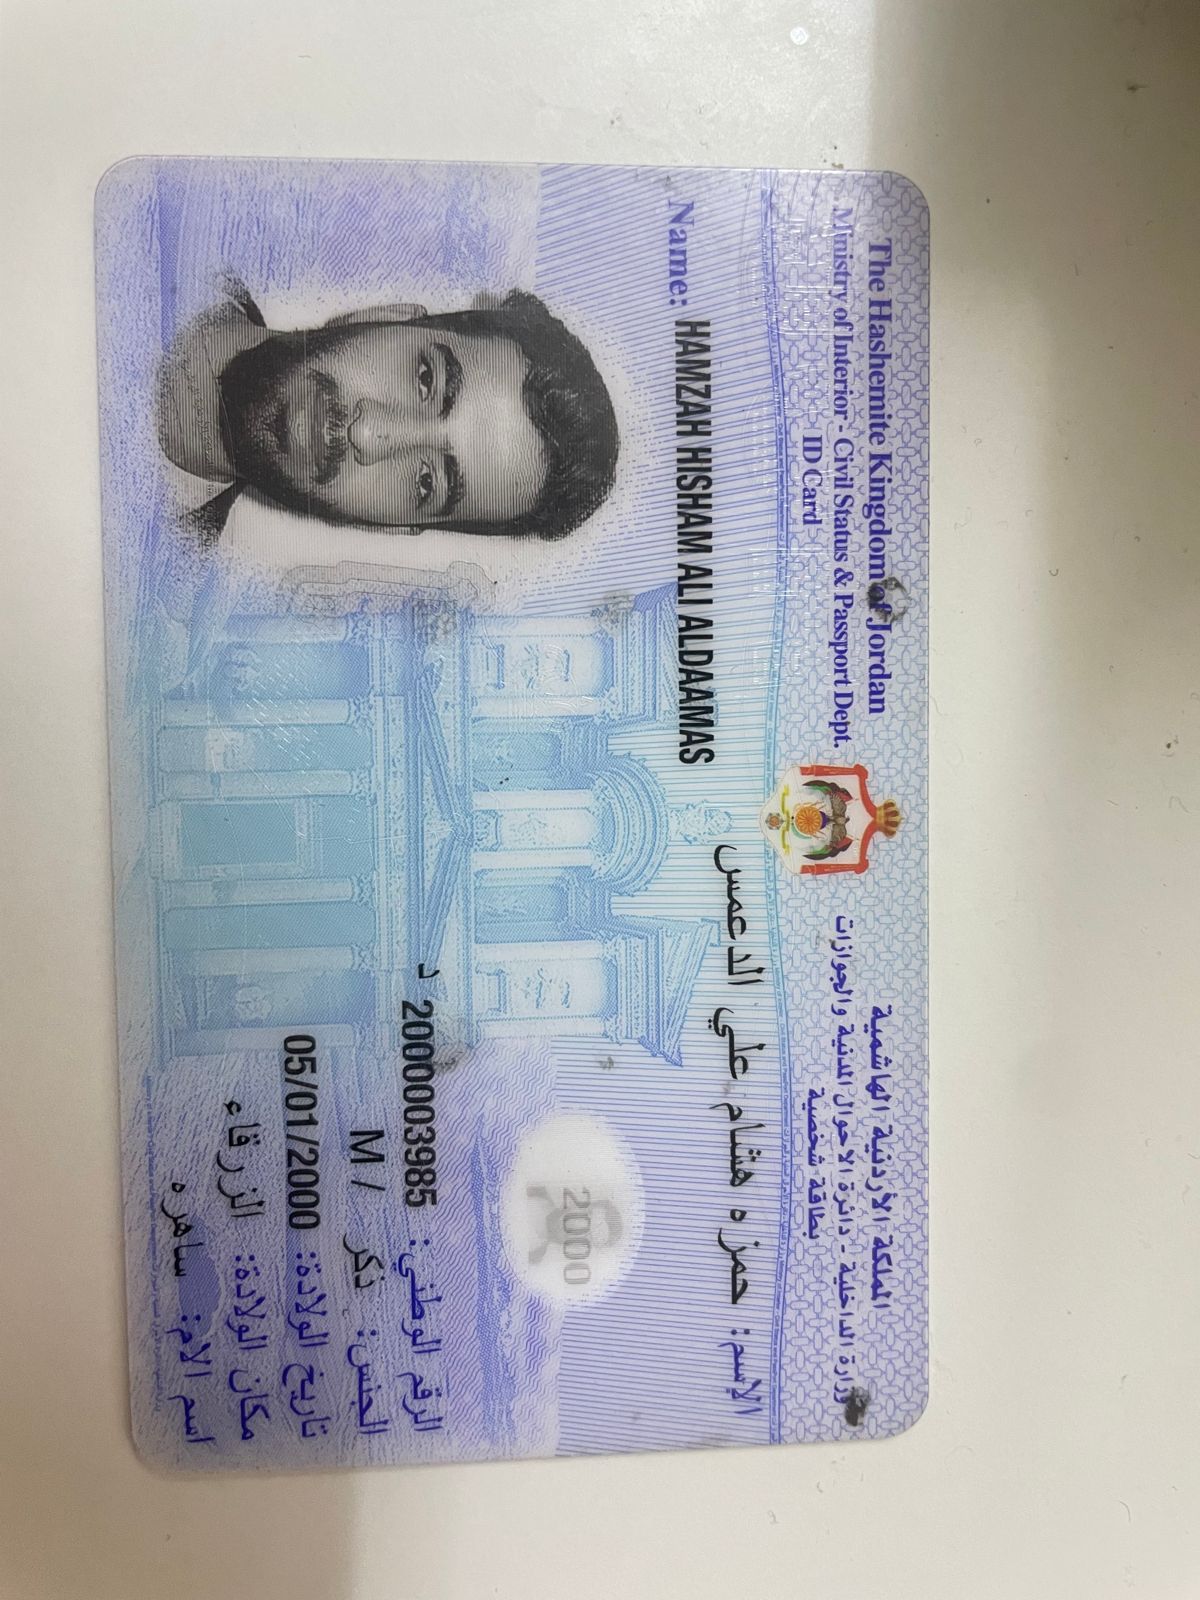 The Hashemite Kingdom of Jordan
المملكة الأردنية الهاشمية
Ministry of Interior - Civil Status & Passport Dept.
وزارة الداخلية - دائرة الاحوال المدنية والجوازات
ID Card
بطاقة شخصية
Name: HAMZAH HISHAM ALI ALDAAMAS
الإسم: حمزه هشام علي الدعمس
2000
الرقم الوطني: 2000003985 د
الجنس: ذكر / M
تاريخ الولادة: 05/01/2000
مكان الولادة: الزرقاء
اسم الام: ساهره